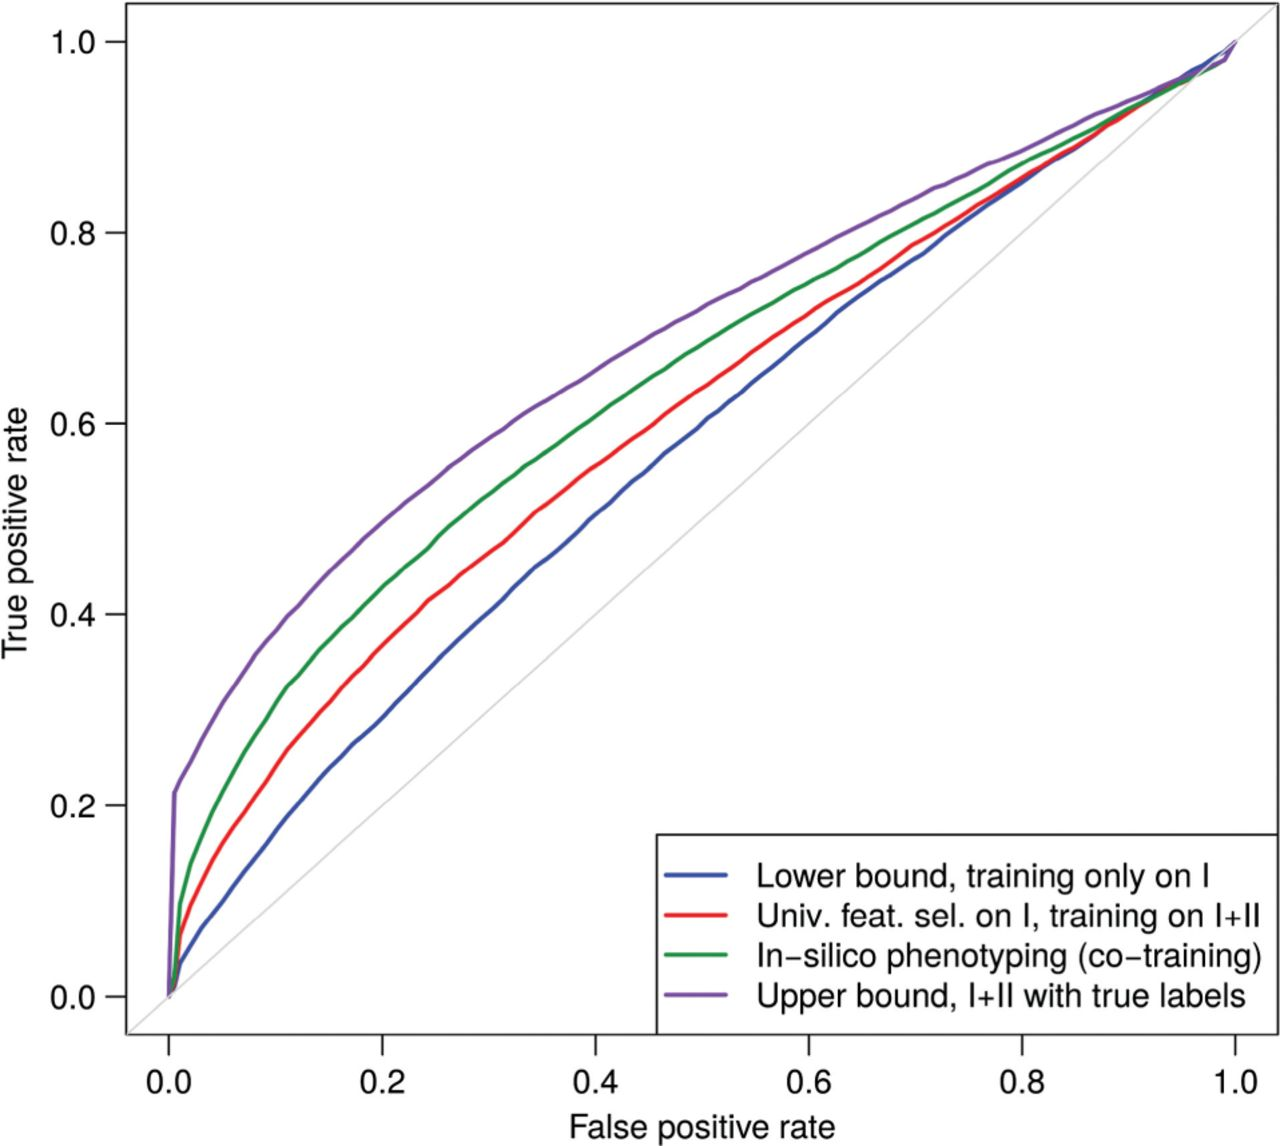 1.0
0.8
0.6
0.4
0.2
0.0
True positive rate
Lower bound, training only on I
Univ. feat. sel. on I, training on I+II
In−silico phenotyping (co−training)
Upper bound, I+II with true labels
0.0 0.2 0.4 0.6 0.8 1.0
False positive rate